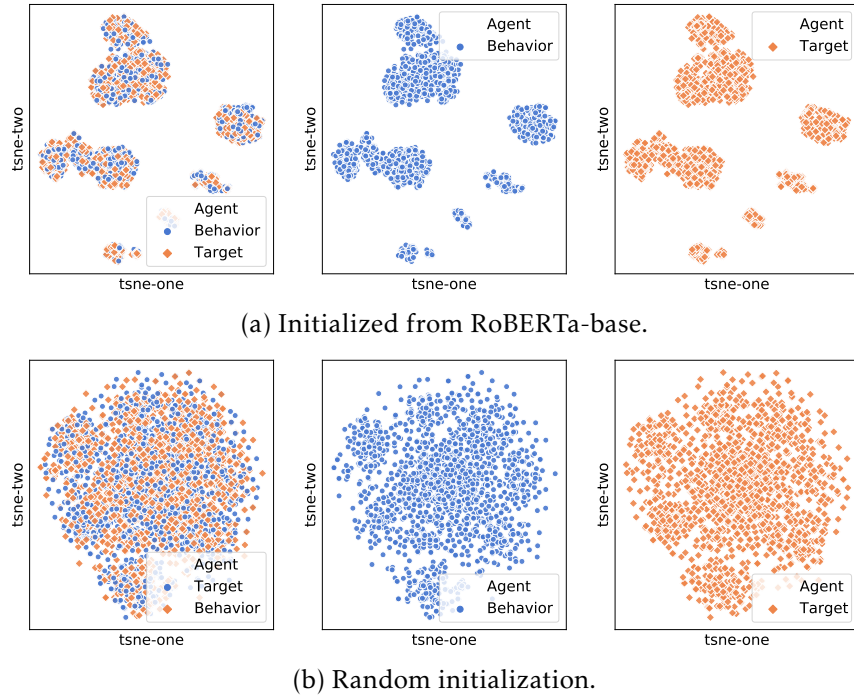 tsne-two
Agent
Behavior
Target
tsne-one
tsne-two
Agent
Behavior
tsne-one
tsne-two
Agent
Target
tsne-one
(a) Initialized from RoBERTa-base.
tsne-two
Agent
Target
Behavior
tsne-one
tsne-two
Agent
Behavior
tsne-one
tsne-two
Agent
Target
tsne-one
(b) Random initialization.